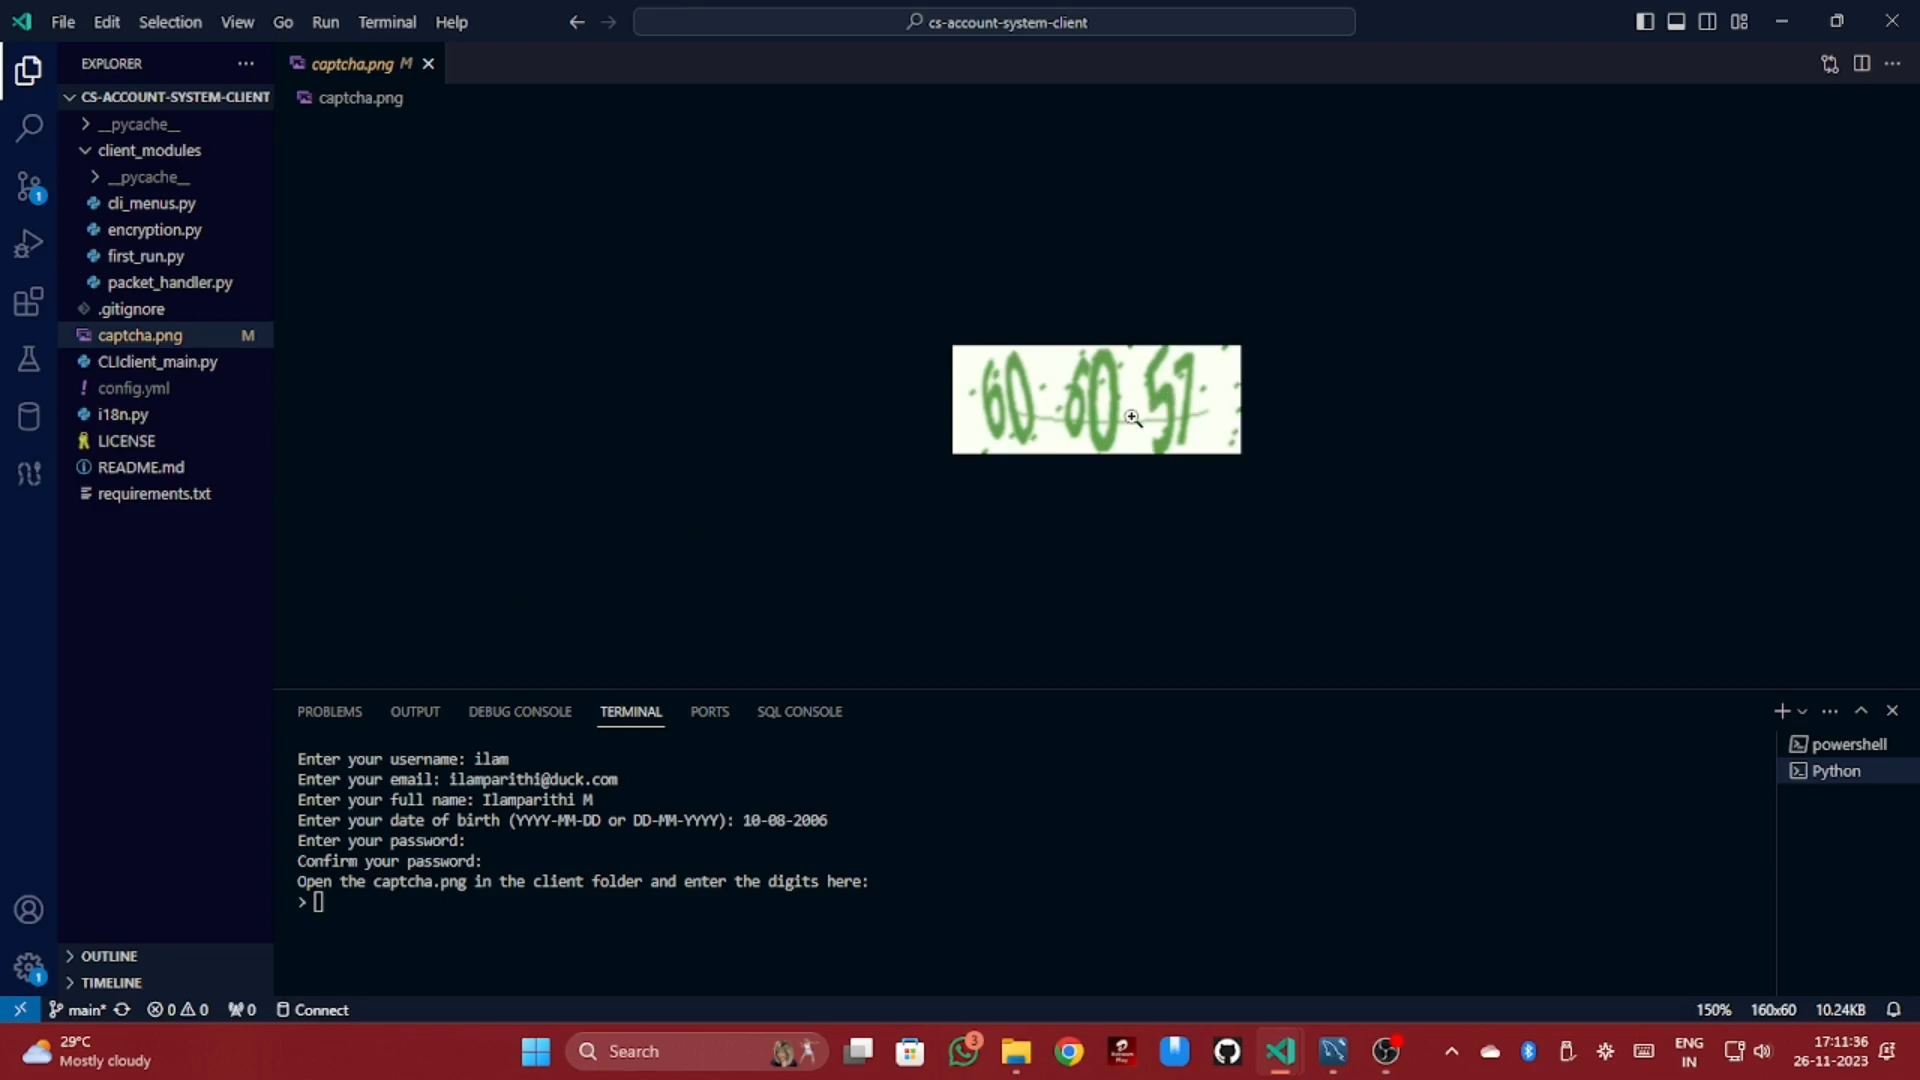 File Edit Selection View Go Run Terminal Help
cs-account-system-client
EXPLORER
captcha.png M
CS-ACCOUNT-SYSTEM-CLIENT
captcha.png
__pycache__
client_modules
__pycache__
cli_menus.py
encryption.py
first_run.py
packet_handler.py
.gitignore
captcha.png M
CLIclient_main.py
config.yml
i18n.py
LICENSE
README.md
requirements.txt
PROBLEMS OUTPUT DEBUG CONSOLE TERMINAL PORTS SQL CONSOLE
Enter your username: ilam
Enter your email: ilamparithi@duck.com
Enter your full name: Ilamparithi M
Enter your date of birth (YYYY-MM-DD or DD-MM-YYYY): 10-08-2006
Enter your password:
Confirm your password:
Open the captcha.png in the client folder and enter the digits here:
>
powershell
Python
OUTLINE
TIMELINE
main* 0 0 0 Connect
150% 160x60 10.24KB
29°C
Mostly cloudy
Search
3
ENG
IN
17:11:36
26-11-2023